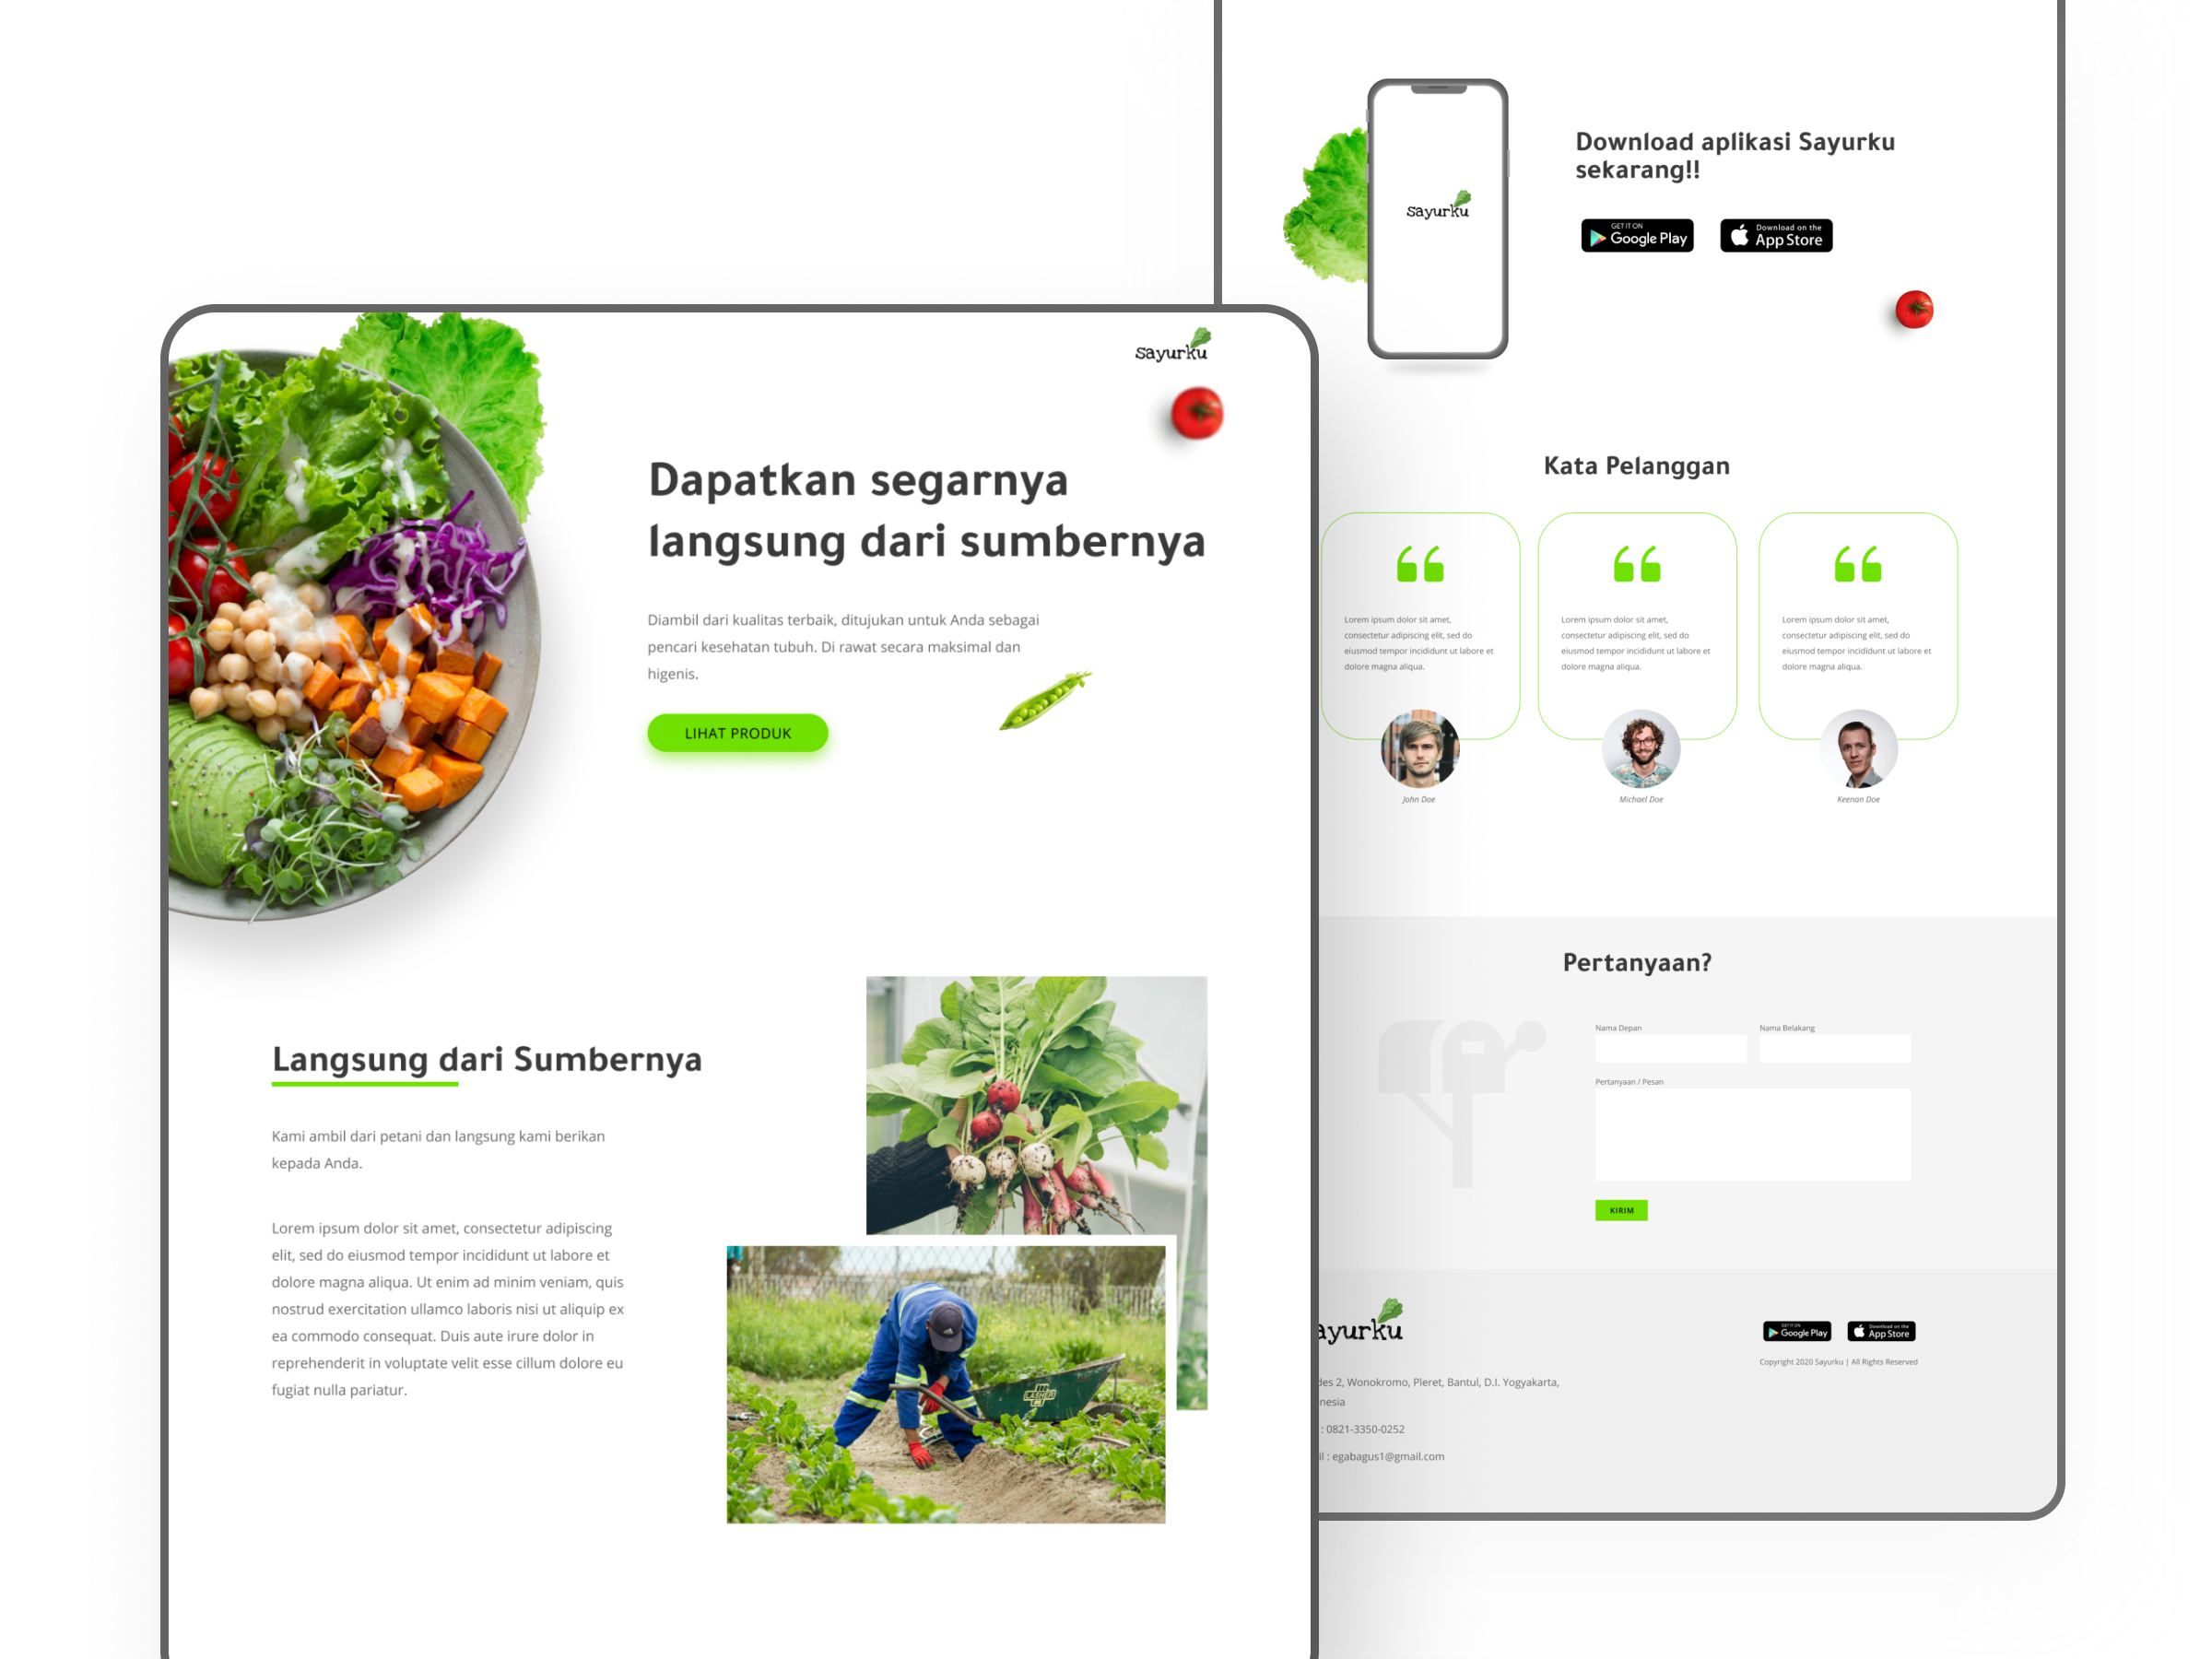 sayurku
Dapatkan segarnya
langsung dari sumbernya
Diambil dari kualitas terbaik, ditujukan untuk Anda sebagai
pencari kesehatan tubuh. Di rawat secara maksimal dan
higenis.
LIHAT PRODUK
Langsung dari Sumbernya
Kami ambil dari petani dan langsung kami berikan
kepada Anda.
Lorem ipsum dolor sit amet, consectetur adipiscing
elit, sed do eiusmod tempor incididunt ut labore et
dolore magna aliqua. Ut enim ad minim veniam, quis
nostrud exercitation ullamco laboris nisi ut aliquip ex
ea commodo consequat. Duis aute irure dolor in
reprehenderit in voluptate velit esse cillum dolore eu
fugiat nulla pariatur.
LASHER
sayurku
Download aplikasi Sayurku
sekarang!!
GET IT ON
Google Play
Download on the
App Store
Kata Pelanggan
Lorem ipsum dolor sit amet,
consectetur adipiscing elit, sed do
eiusmod tempor incididunt ut labore et
dolore magna aliqua.
John Doe
Lorem ipsum dolor sit amet,
consectetur adipiscing elit, sed do
eiusmod tempor incididunt ut labore et
dolore magna aliqua.
Michael Doe
Lorem ipsum dolor sit amet,
consectetur adipiscing elit, sed do
eiusmod tempor incididunt ut labore et
dolore magna aliqua.
Keenan Doe
Pertanyaan?
Nama Depan
Nama Belakang
Pertanyaan / Pesan
KIRIM
ayurku
des 2, Wonokromo, Pleret, Bantul, D.I. Yogyakarta,
nesia
: 0821-3350-0252
il : egabagus1@gmail.com
GET IT ON
Google Play
Download on the
App Store
Copyright 2020 Sayurku | All Rights Reserved